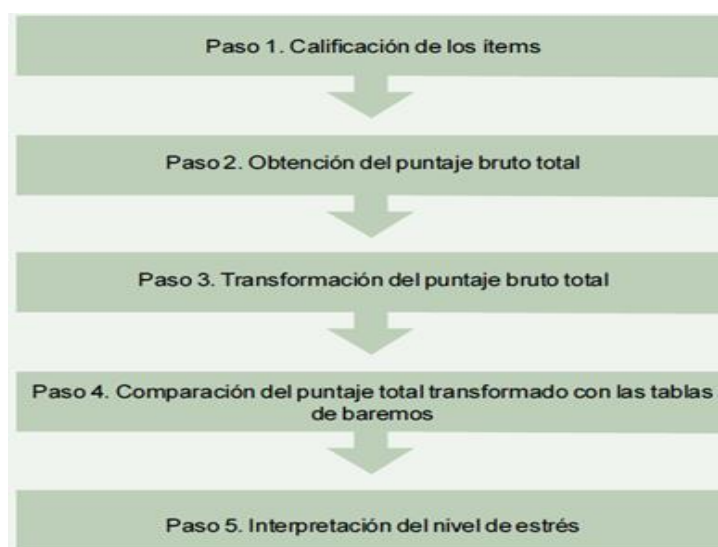 Paso 1. Calificación de los ítems
Paso 2. Obtención del puntaje bruto total
Paso 3. Transformación del puntaje bruto total
Paso 4. Comparación del puntaje total transformado con las tablas
de baremos
Paso 5. Interpretación del nivel de estrés